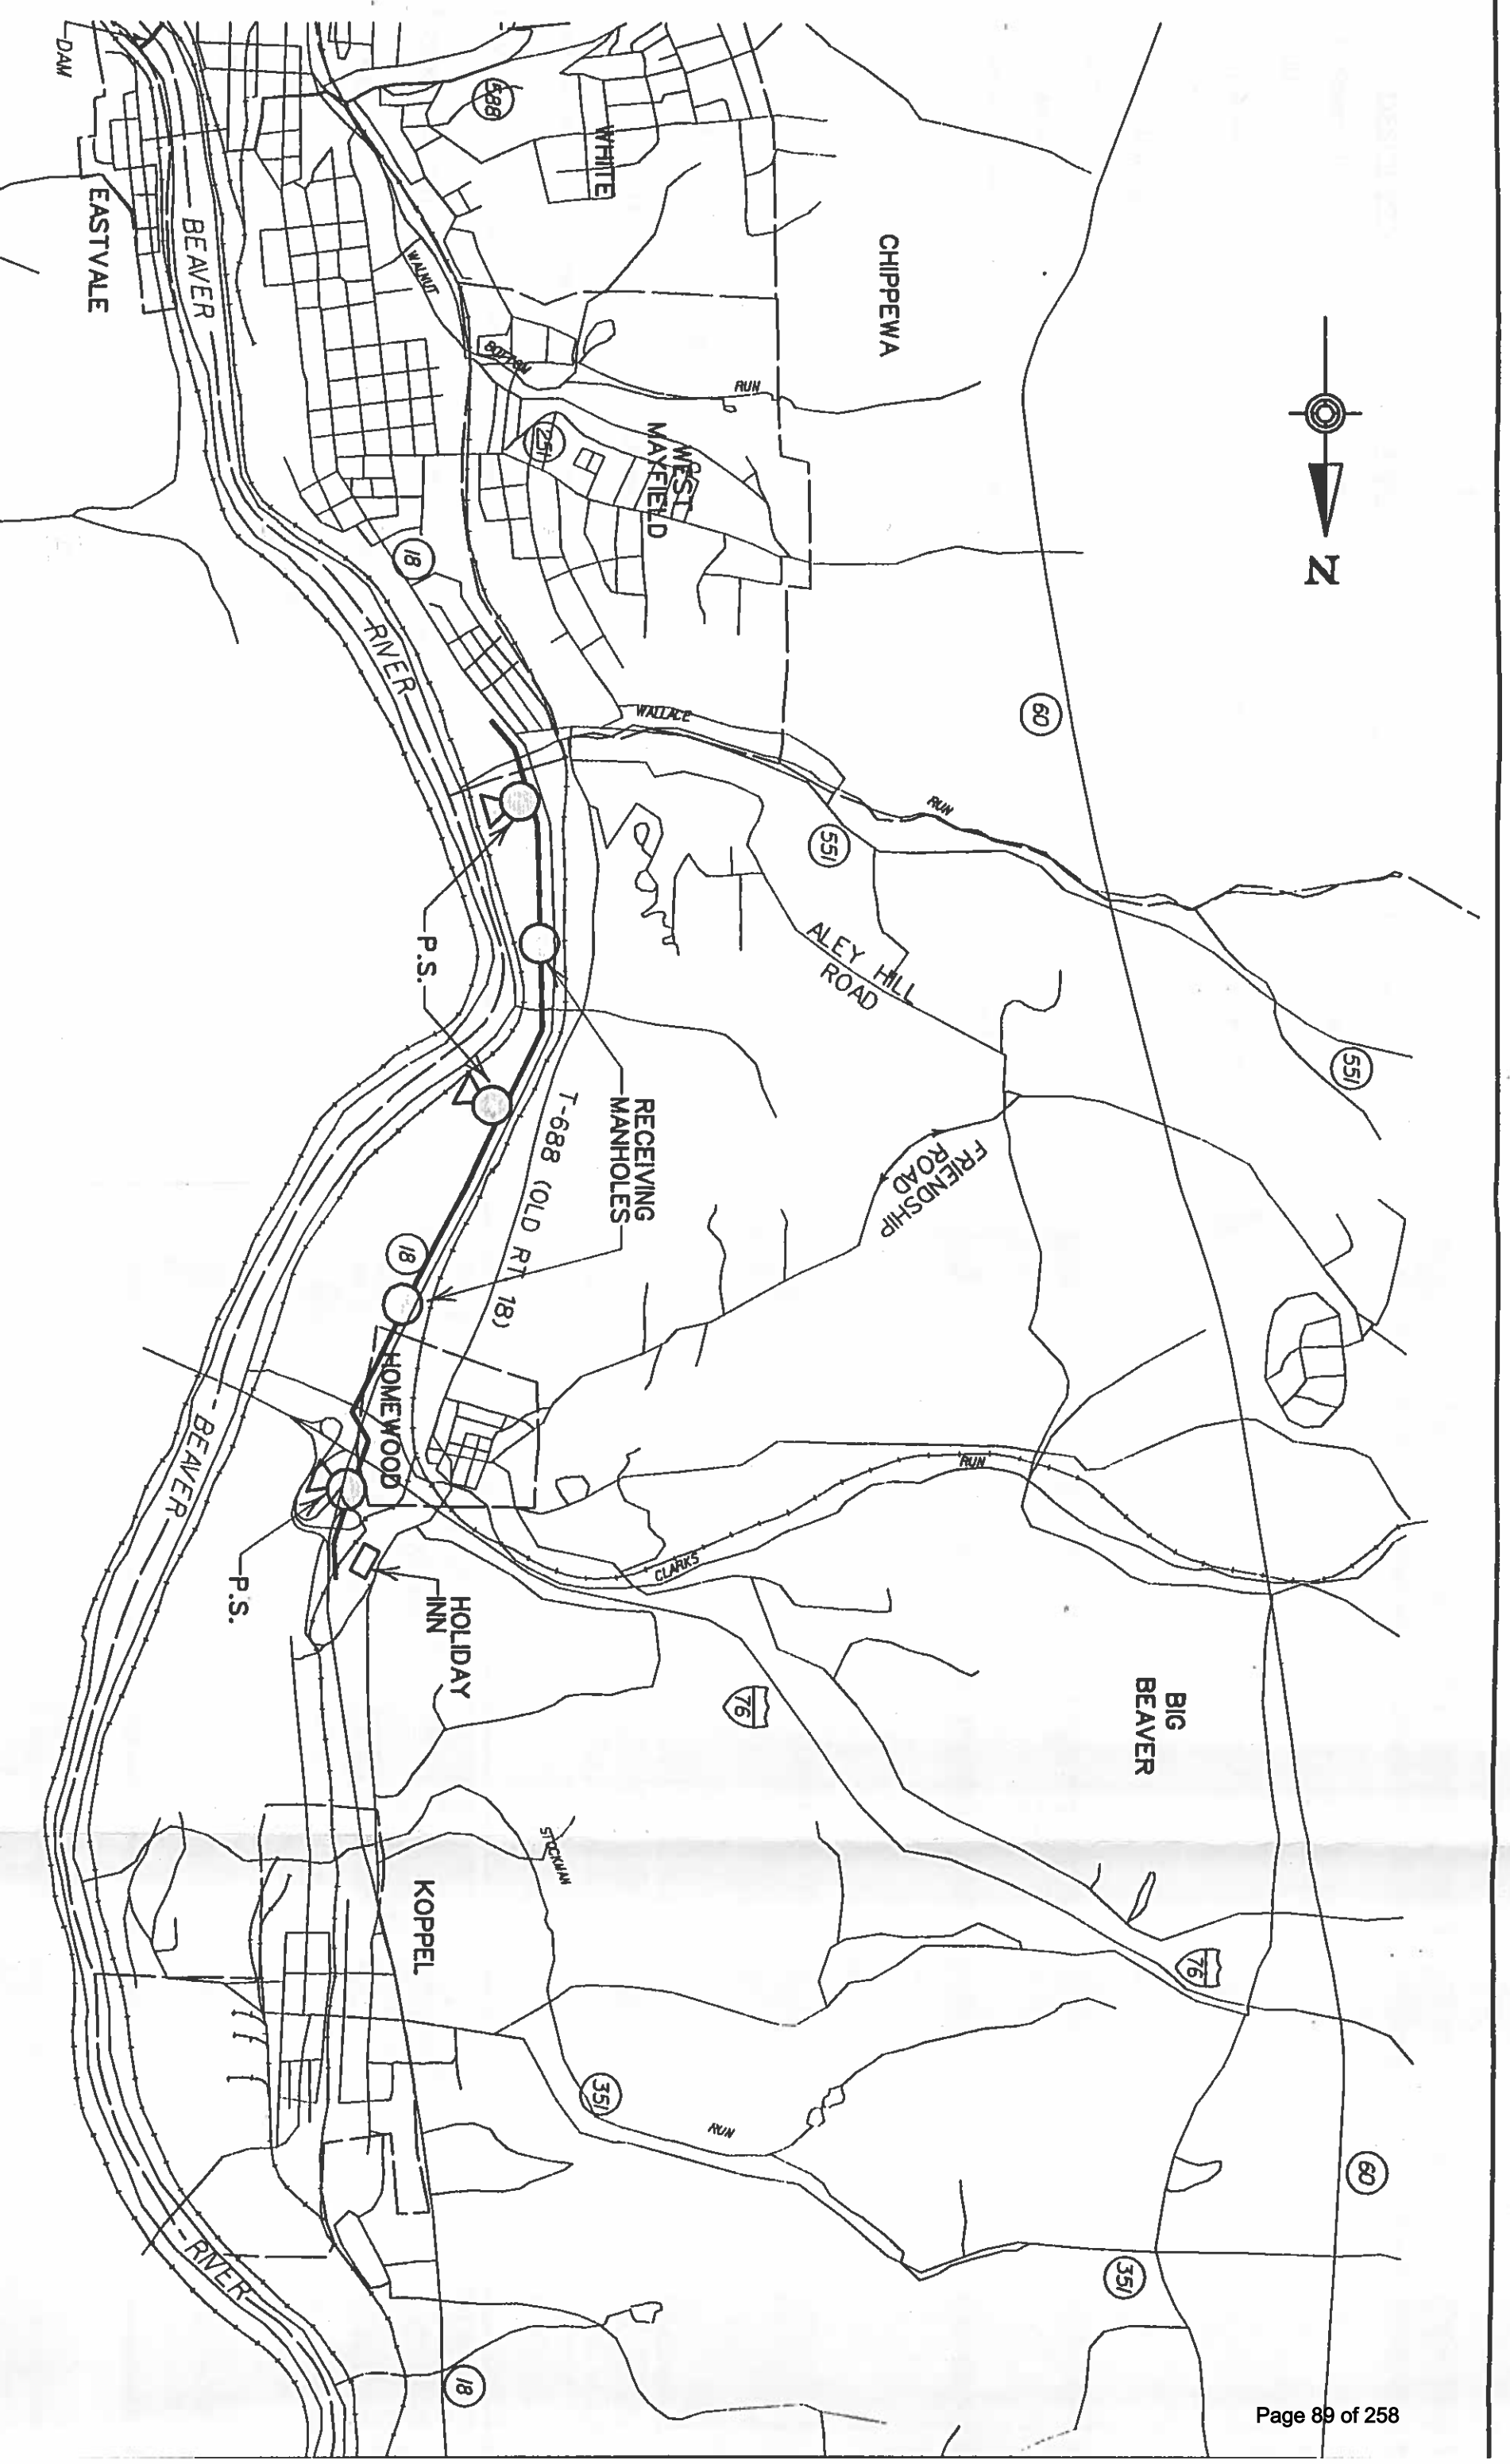 DAM
588
WHITE
CHIPPEWA
EASTVALE
BEAVER
WALNUT
BOTTOM
RUN
N
WEST
MAYFIELD
251
18
RIVER
60
WALLACE
RUN
551
ALEY HILL
ROAD
P.S.
551
RECEIVING
MANHOLES
T-688 (OLD RT 18)
FRIENDSHIP
ROAD
18
HOMEWOOD
BEAVER
RUN
CLARKS
P.S.
HOLIDAY
INN
76
BIG
BEAVER
STOCKMAN
KOPPEL
76
351
RUN
60
351
RIVER
18
Page 89 of 258